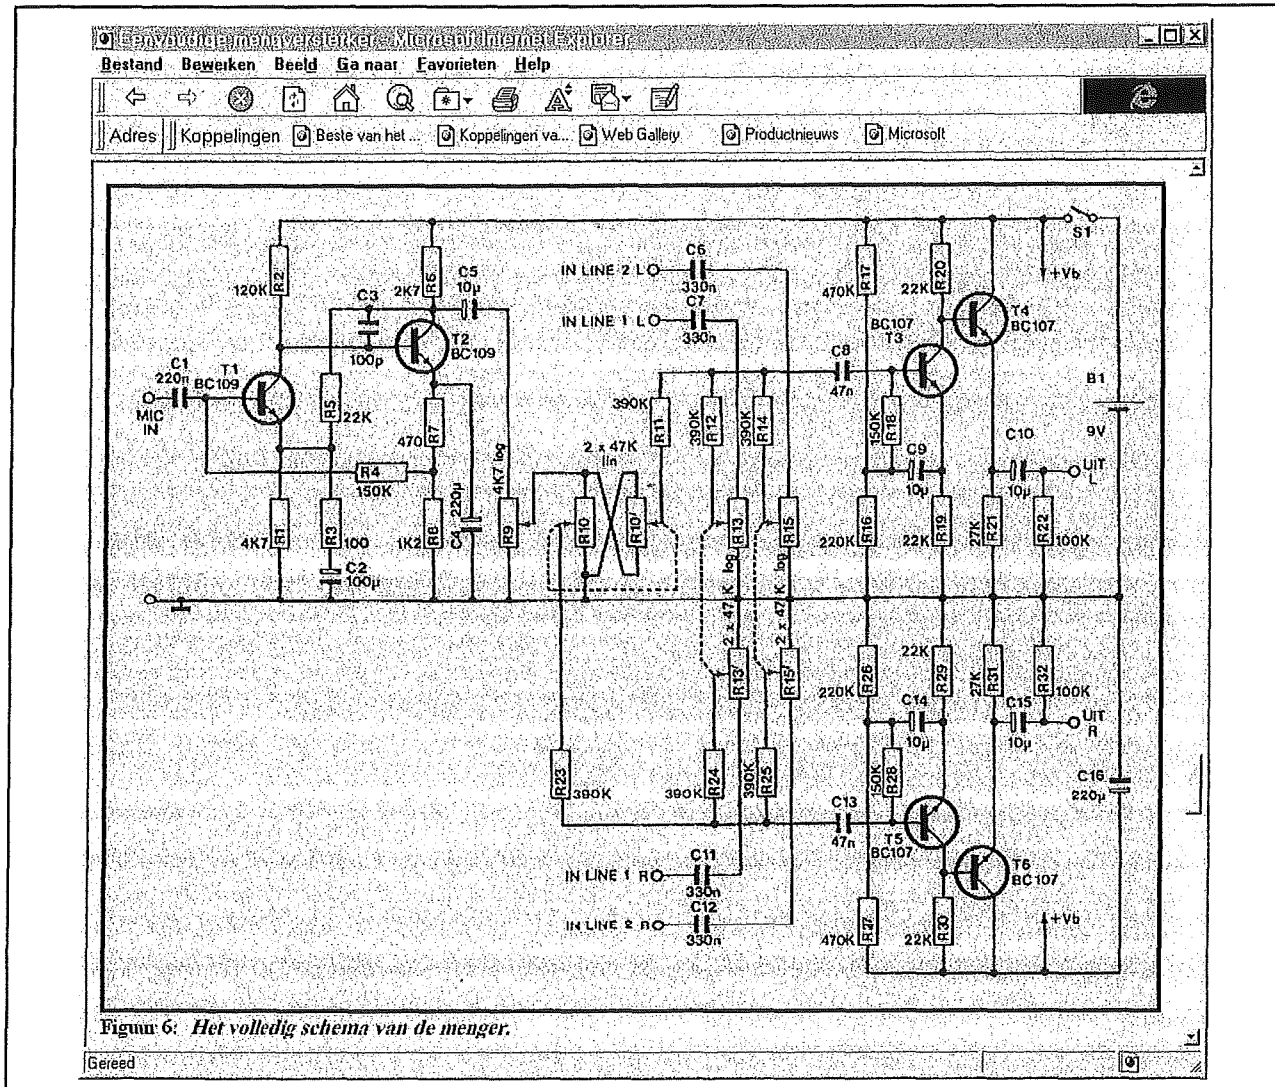 Eenvoudige mengversterker - Microsoft Internet Explorer
Bestand Bewerken Beeld Ga naar Favorieten Help
Adres Koppelingen Beste van het ... Koppelingen va... Web Gallery Productnieuws Microsoft
S1
+Vb
R2
120K
R6
2K7
C5
10µ
C3
100p
T2
BC109
C1
220n
T1
BC109
MIC
IN
R5
22K
R7
470
R4
150K
C4 220µ
4K7 log
R9
R1
4K7
R3
100
C2
100µ
R8
1K2
IN LINE 2 L
C6
330n
IN LINE 1 L
C7
330n
390K
R11
390K
R12
390K
R14
2 x 47K
lin
R10
R10'
R13
R15
2 x 47 K log
2 x 47 K log
R13'
R15'
R17
470K
R20
22K
T4
BC107
BC107
T3
C8
47n
150K
R18
C9
10µ
C10
10µ
UIT
L
B1
9V
R16
220K
R19
22K
R21
27K
R22
100K
R26
220K
R29
22K
R31
27K
R32
100K
C14
10µ
C15
10µ
UIT
R
C16
220µ
R23
390K
R24
390K
R25
390K
150K
R28
C13
47n
T5
BC107
T6
BC107
IN LINE 1 R
C11
330n
IN LINE 2 R
C12
330n
R27
470K
R30
22K
+Vb
Figuur 6: Het volledig schema van de menger.
Gereed